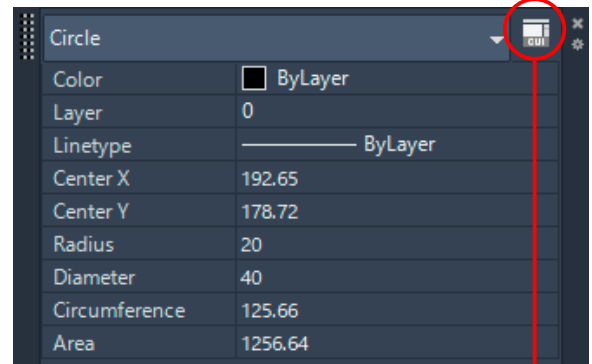 Circle
CUI
Color ByLayer
Layer 0
Linetype ByLayer
Center X 192.65
Center Y 178.72
Radius 20
Diameter 40
Circumference 125.66
Area 1256.64